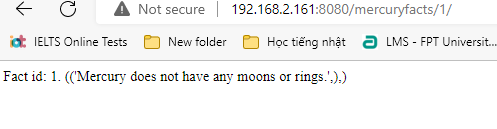 Not secure | 192.168.2.161:8080/mercuryfacts/1/
iot IELTS Online Tests New folder Học tiếng nhật a LMS - FPT Universit...
Fact id: 1. (('Mercury does not have any moons or rings.',),)